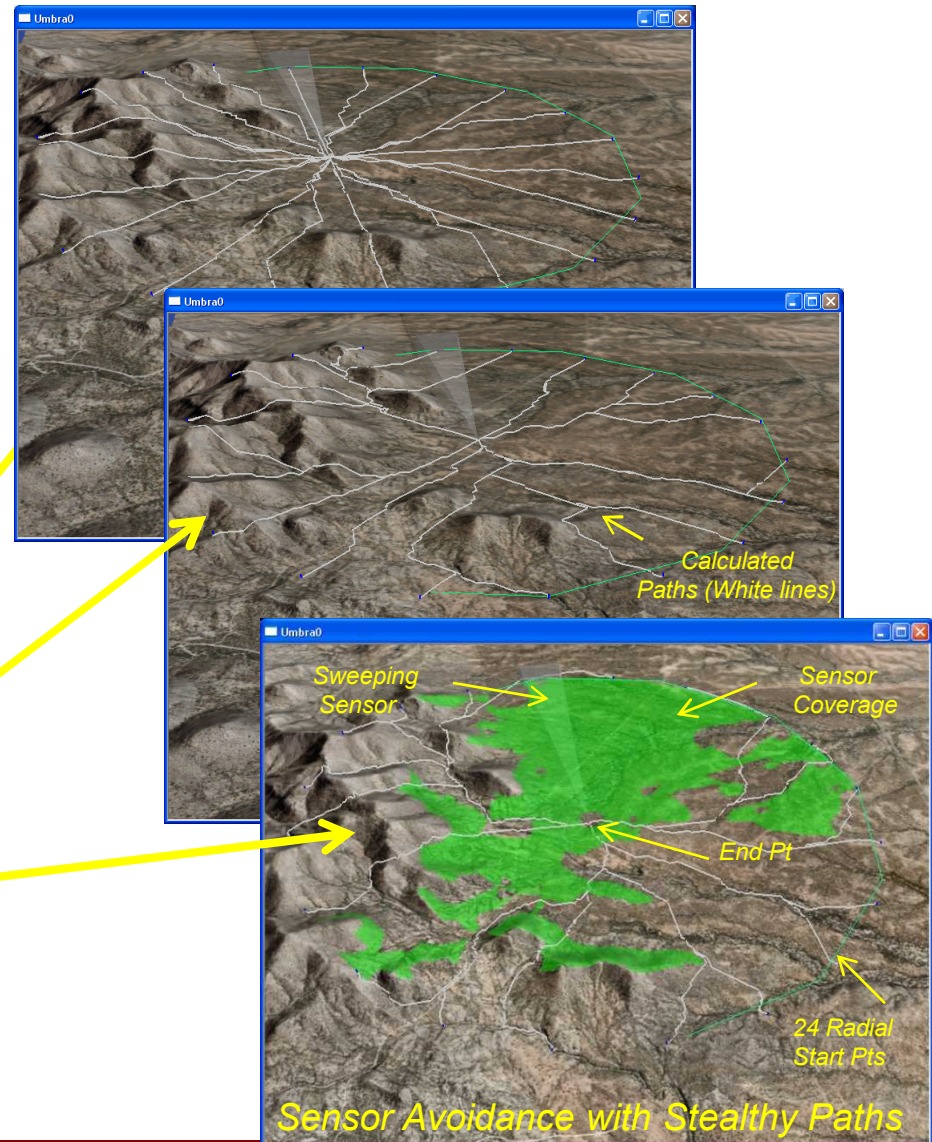 Umbra0
Umbra0
Calculated
Paths (White lines)
Umbra0
Sweeping
Sensor
Sensor
Coverage
End Pt
24 Radial
Start Pts
Sensor Avoidance with Stealthy Paths